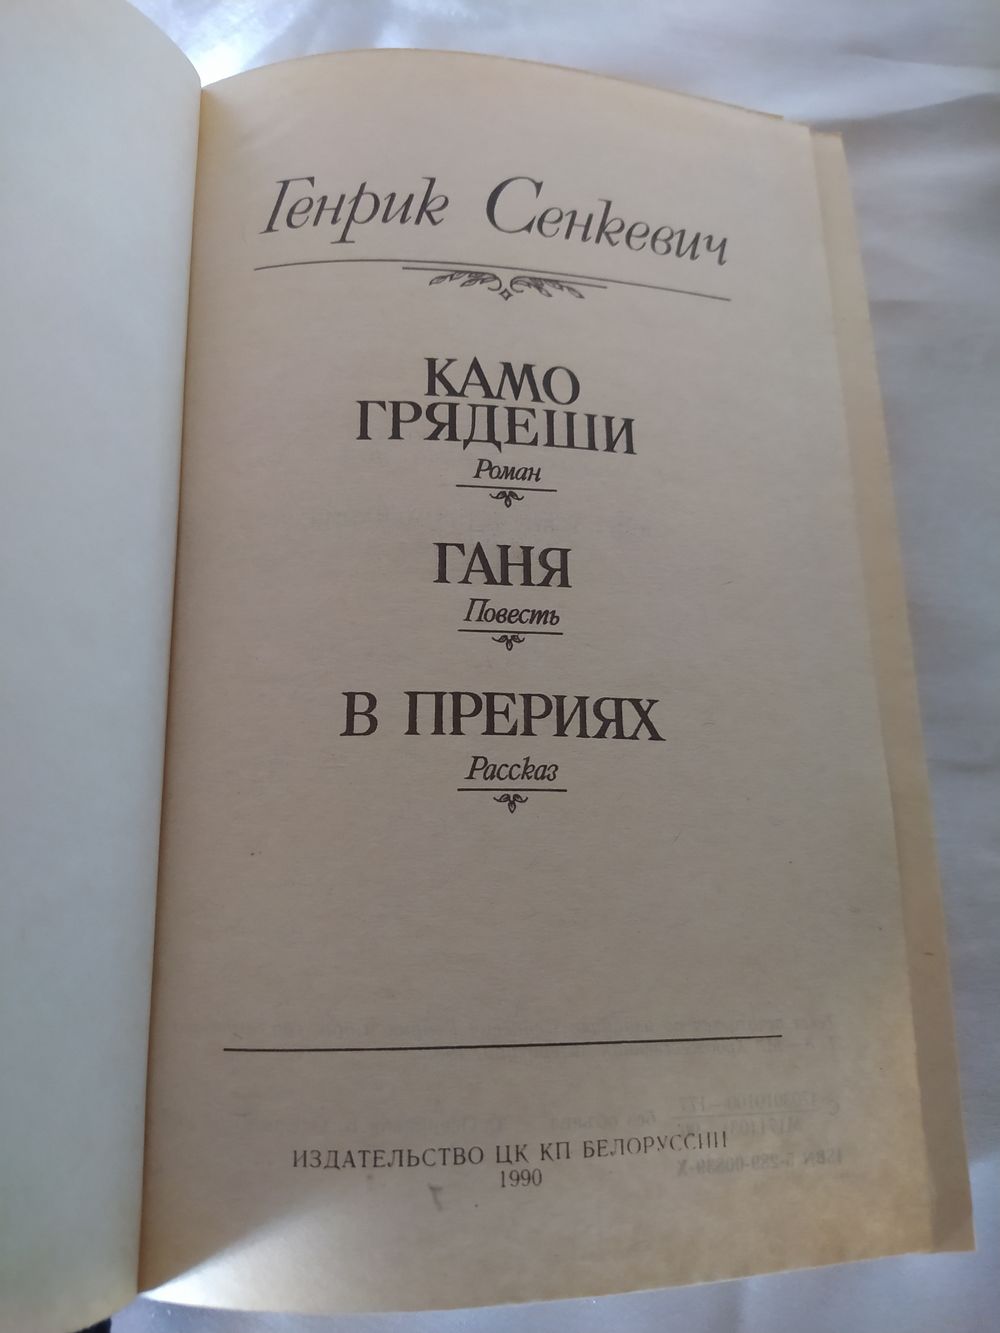 Генрик Сенкевич
КАМО
ГРЯДЕШИ
Роман
ГАНЯ
Повесть
В ПРЕРИЯХ
Рассказ
ИЗДАТЕЛЬСТВО ЦК КП БЕЛОРУССИИ
1990